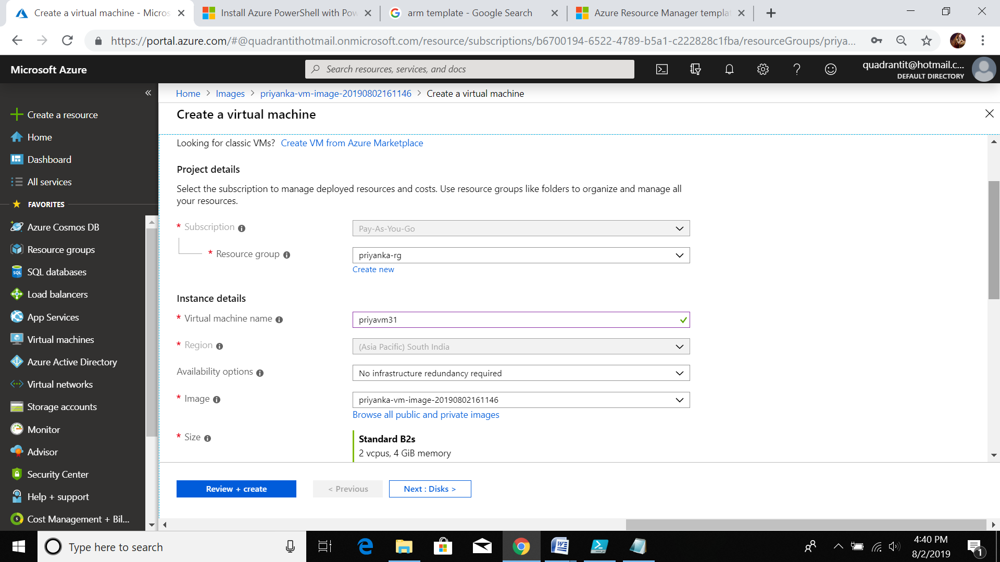 Create a virtual machine - Micros
Install Azure PowerShell with Pow
arm template - Google Search
Azure Resource Manager templat
https://portal.azure.com/#@quadrantithotmail.onmicrosoft.com/resource/subscriptions/b6700194-6522-4789-b5a1-c222828c1fba/resourceGroups/priya...
Microsoft Azure
Search resources, services, and docs
quadrantit@hotmail.c...
DEFAULT DIRECTORY
Home > Images > priyanka-vm-image-20190802161146 > Create a virtual machine
Create a virtual machine
Create a resource
Home
Dashboard
All services
FAVORITES
Azure Cosmos DB
Resource groups
SQL databases
Load balancers
App Services
Virtual machines
Azure Active Directory
Virtual networks
Storage accounts
Monitor
Advisor
Security Center
Help + support
Cost Management + Bil...
Looking for classic VMs? Create VM from Azure Marketplace
Project details
Select the subscription to manage deployed resources and costs. Use resource groups like folders to organize and manage all
your resources.
* Subscription
Pay-As-You-Go
* Resource group
priyanka-rg
Create new
Instance details
* Virtual machine name
priyavm31
* Region
(Asia Pacific) South India
Availability options
No infrastructure redundancy required
* Image
priyanka-vm-image-20190802161146
Browse all public and private images
* Size
Standard B2s
2 vcpus, 4 GiB memory
Review + create
< Previous
Next : Disks >
Type here to search
4:40 PM
8/2/2019
1